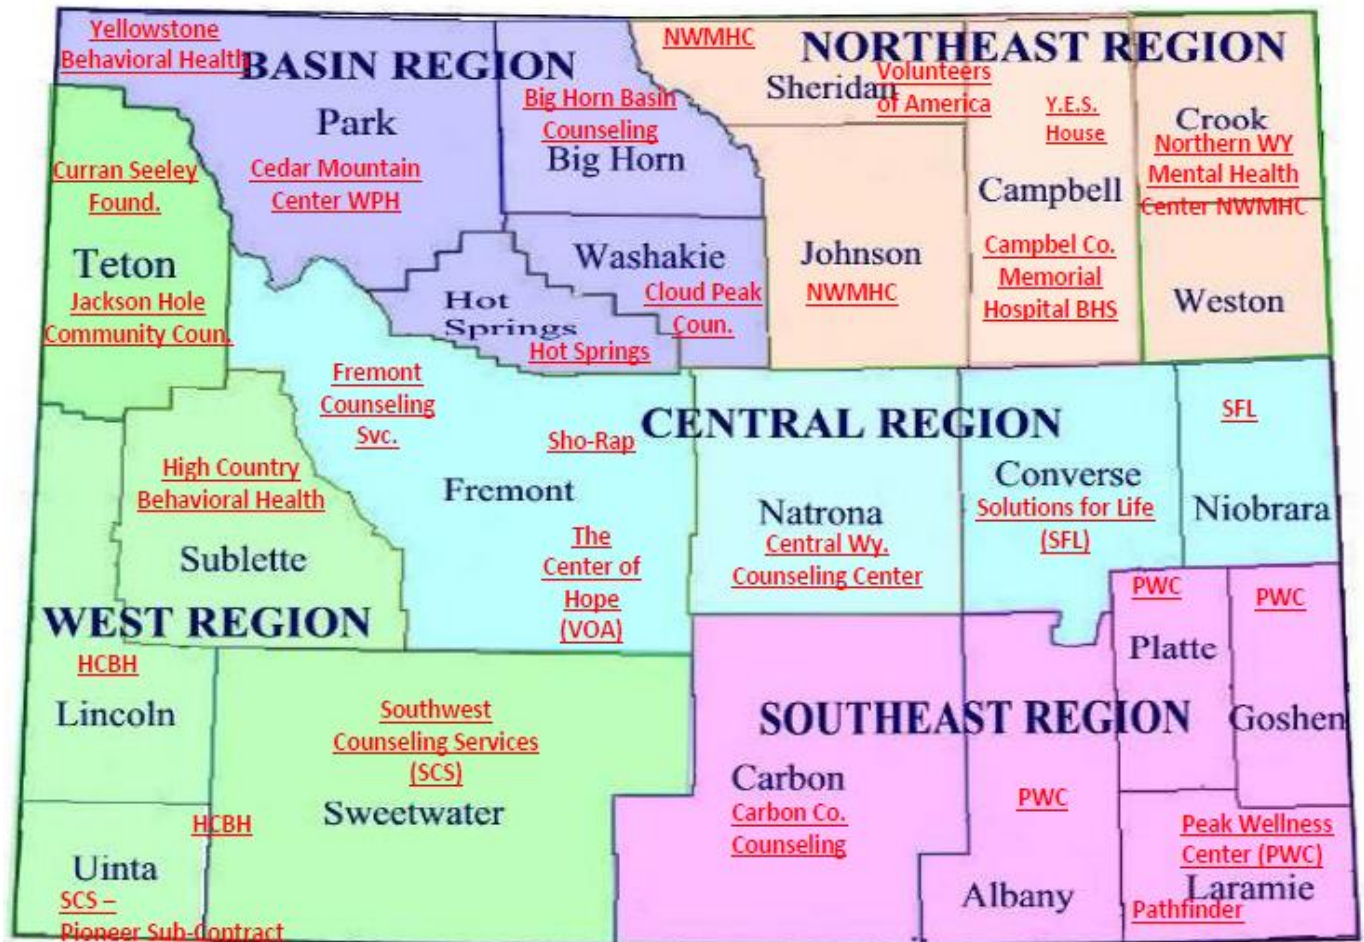 Yellowstone
Behavioral Health
BASIN REGION
Park
Cedar Mountain
Center WPH
Big Horn Basin
Counseling
Big Horn
Washakie
Cloud Peak
Coun.
Hot
Springs
Hot Springs
NWMHC
NORTHEAST REGION
Sheridan
Volunteers
of America
Y.E.S.
House
Crook
Northern WY
Mental Health
Center NWMHC
Campbell
Campbel Co.
Memorial
Hospital BHS
Johnson
NWMHC
Weston
Curran Seeley
Found.
Teton
Jackson Hole
Community Coun.
Fremont
Counseling
Svc.
Sho-Rap
CENTRAL REGION
Fremont
The
Center of
Hope
(VOA)
Natrona
Central Wy.
Counseling Center
Converse
Solutions for Life
(SFL)
SFL
Niobrara
High Country
Behavioral Health
Sublette
WEST REGION
HCBH
Lincoln
Southwest
Counseling Services
(SCS)
Sweetwater
HCBH
Uinta
SCS –
Pioneer Sub-Contract
SOUTHEAST REGION
Carbon
Carbon Co.
Counseling
PWC
Albany
PWC
Platte
PWC
Goshen
Peak Wellness
Center (PWC)
Laramie
Pathfinder